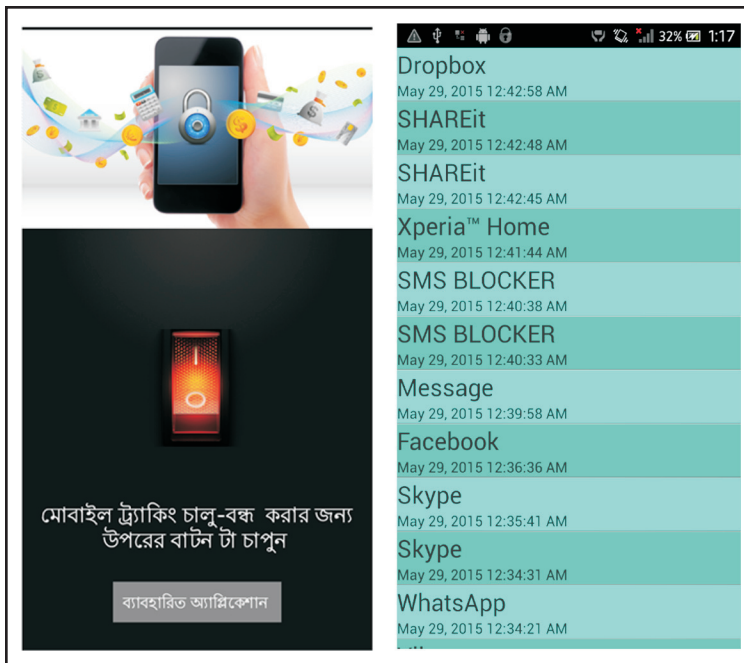 মোবাইল ট্র্যাকিং চালু-বন্ধ করার জন্য
উপরের বাটন টা চাপুন
ব্যাবহারিত অ্যাপ্লিকেশান
32% 1:17
Dropbox
May 29, 2015 12:42:58 AM
SHAREit
May 29, 2015 12:42:48 AM
SHAREit
May 29, 2015 12:42:45 AM
Xperia™ Home
May 29, 2015 12:41:44 AM
SMS BLOCKER
May 29, 2015 12:40:38 AM
SMS BLOCKER
May 29, 2015 12:40:33 AM
Message
May 29, 2015 12:39:58 AM
Facebook
May 29, 2015 12:36:36 AM
Skype
May 29, 2015 12:35:41 AM
Skype
May 29, 2015 12:34:31 AM
WhatsApp
May 29, 2015 12:34:21 AM